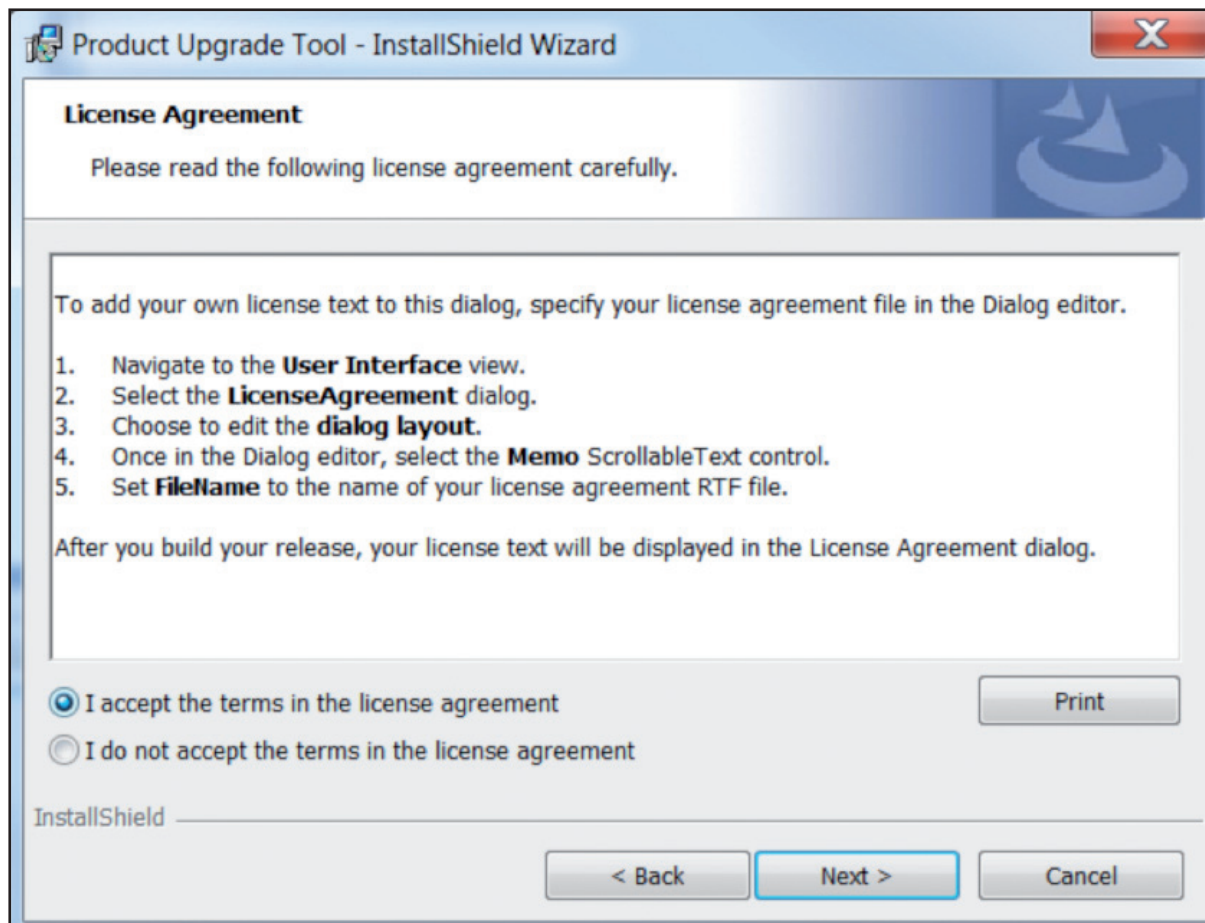 Product Upgrade Tool - InstallShield Wizard
License Agreement
Please read the following license agreement carefully.
To add your own license text to this dialog, specify your license agreement file in the Dialog editor.
1. Navigate to the User Interface view.
2. Select the LicenseAgreement dialog.
3. Choose to edit the dialog layout.
4. Once in the Dialog editor, select the Memo ScrollableText control.
5. Set FileName to the name of your license agreement RTF file.
After you build your release, your license text will be displayed in the License Agreement dialog.
I accept the terms in the license agreement
Print
I do not accept the terms in the license agreement
InstallShield
< Back Next > Cancel